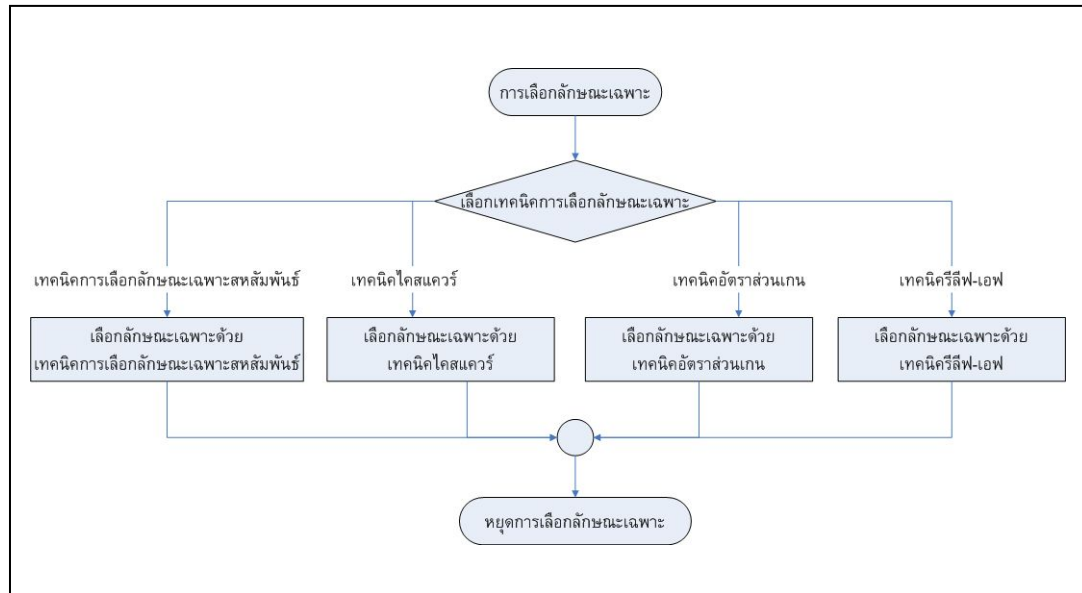 การเลือกลักษณะเฉพาะ
เลือกเทคนิคการเลือกลักษณะเฉพาะ
เทคนิคการเลือกลักษณะเฉพาะสหสัมพันธ์
เทคนิคไคสแควร์
เทคนิคอัตราส่วนเกน
เทคนิครีลีฟ-เอฟ
เลือกลักษณะเฉพาะด้วย
เทคนิคการเลือกลักษณะเฉพาะสหสัมพันธ์
เลือกลักษณะเฉพาะด้วย
เทคนิคไคสแควร์
เลือกลักษณะเฉพาะด้วย
เทคนิคอัตราส่วนเกน
เลือกลักษณะเฉพาะด้วย
เทคนิครีลีฟ-เอฟ
หยุดการเลือกลักษณะเฉพาะ